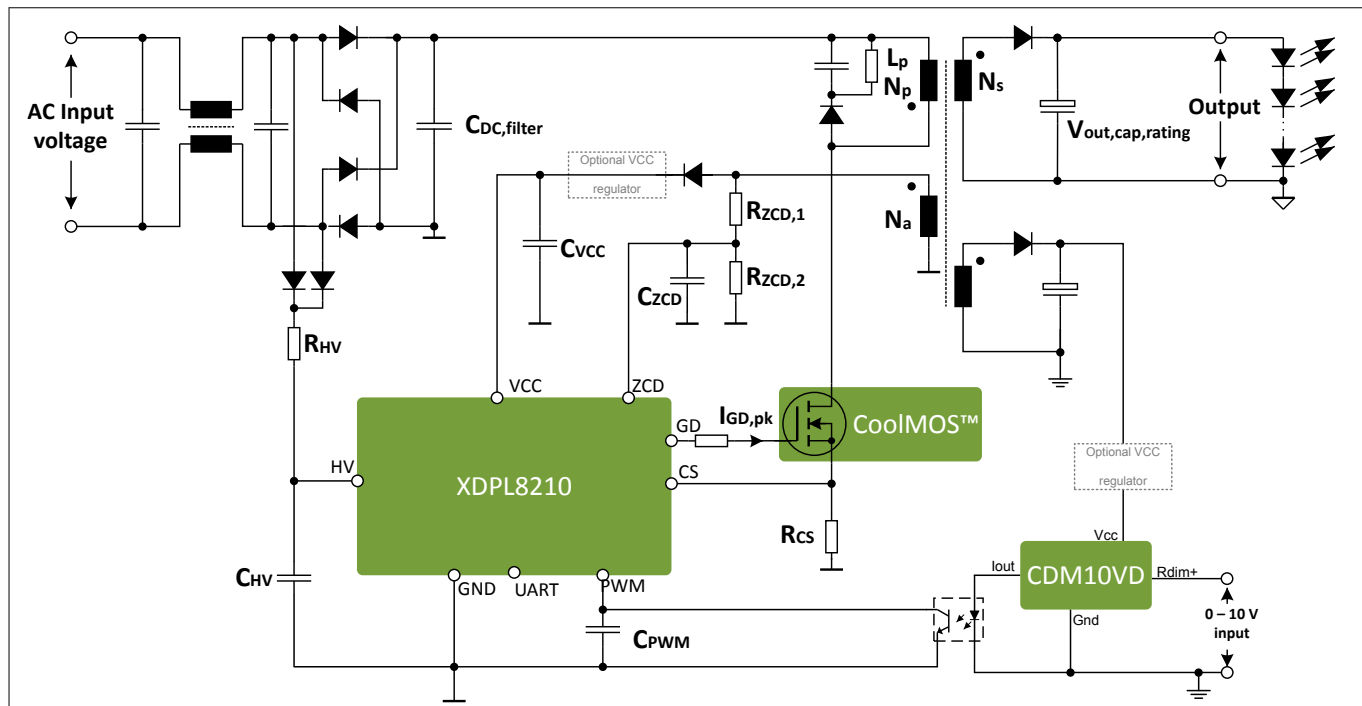 AC Input
voltage
CDC,filter
Lp
Np
Ns
Vout,cap,rating
Output
Optional VCC
regulator
RZCD,1
Na
CVCC
CZCD
RZCD,2
RHV
VCC
ZCD
GD
IGD,pk
CoolMOS™
HV
XDPL8210
CS
Optional VCC
regulator
RCS
Vcc
CHV
GND
UART
PWM
Iout
CDM10VD
Rdim+
Gnd
0 – 10 V
input
CPWM